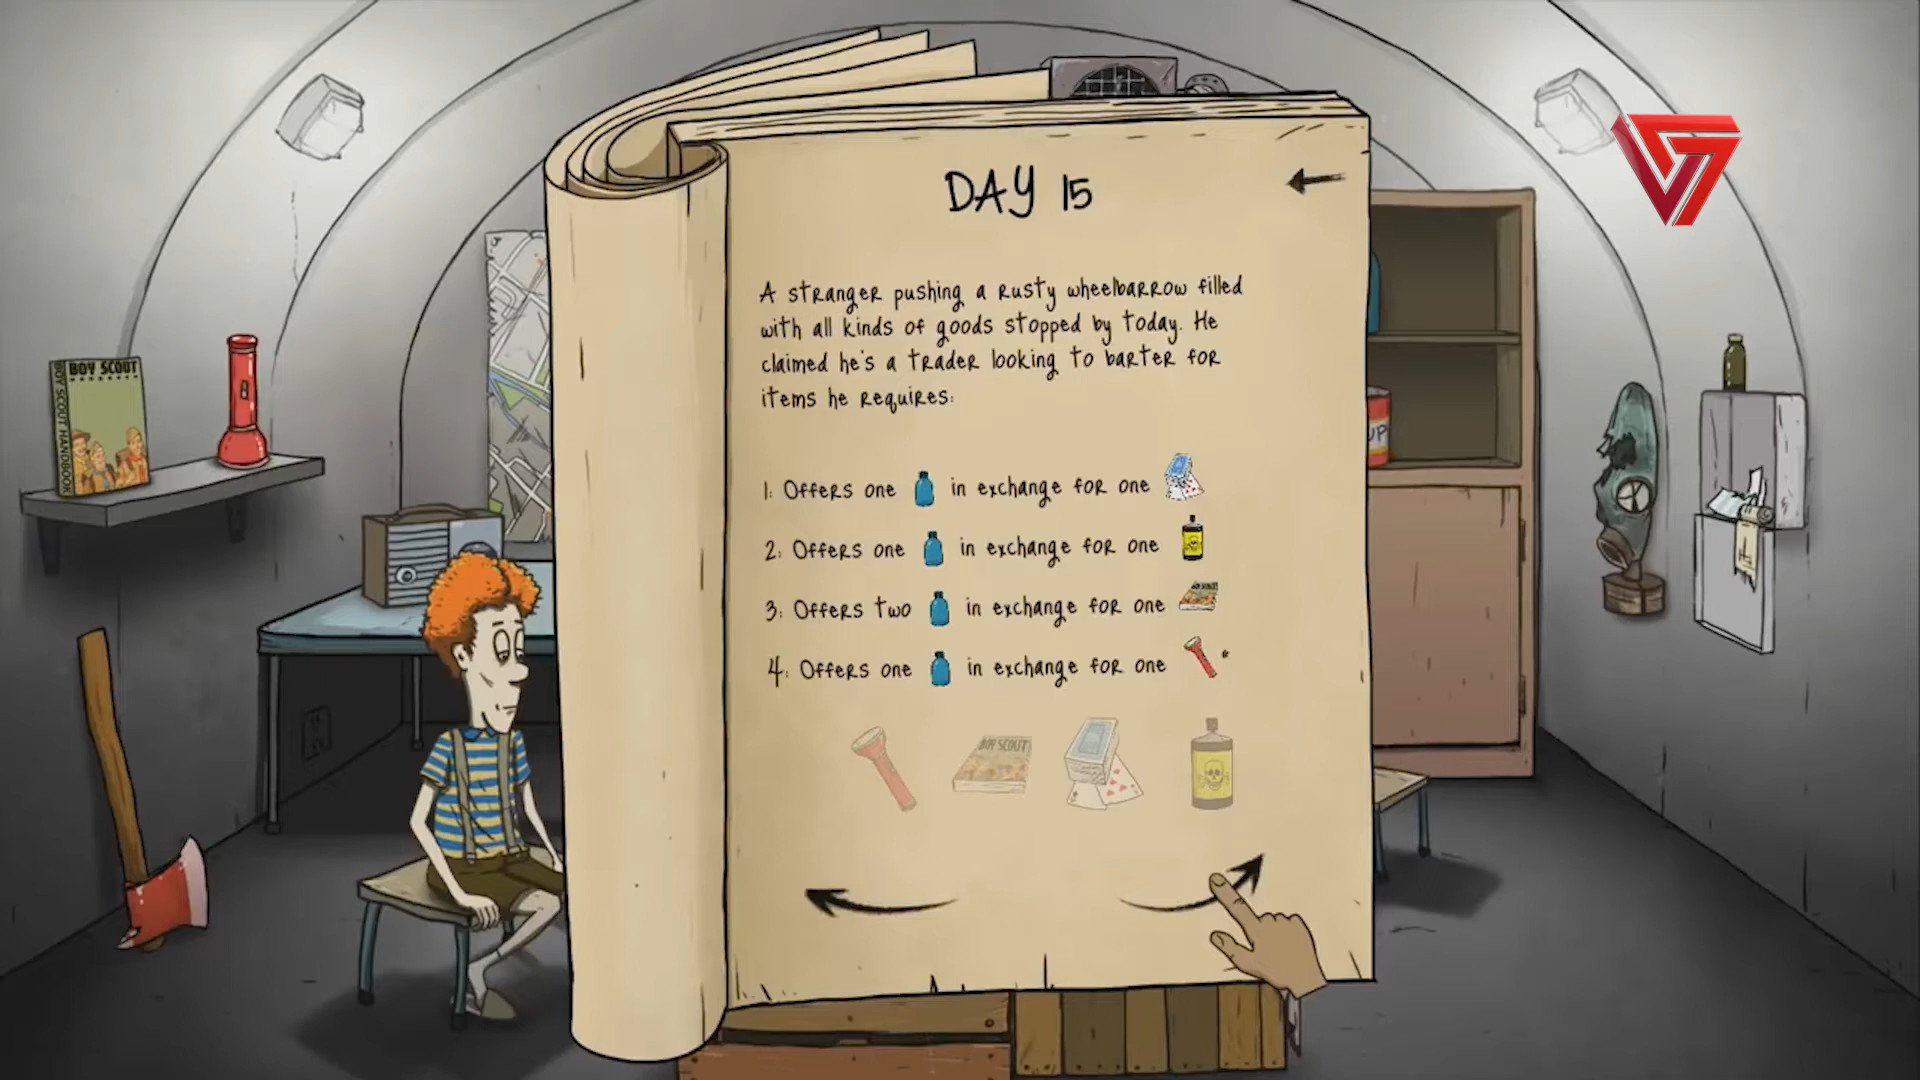 DAY 15
A stranger pushing a rusty wheelbarrow filled
with all kinds of goods stopped by today. He
claimed he's a trader looking to barter for
items he requires:
1: Offers one in exchange for one
2: Offers one in exchange for one
3: Offers two in exchange for one
4: Offers one in exchange for one
BOY SCOUT
BOY SCOUT
BOY SCOUT HANDBOOK
UP